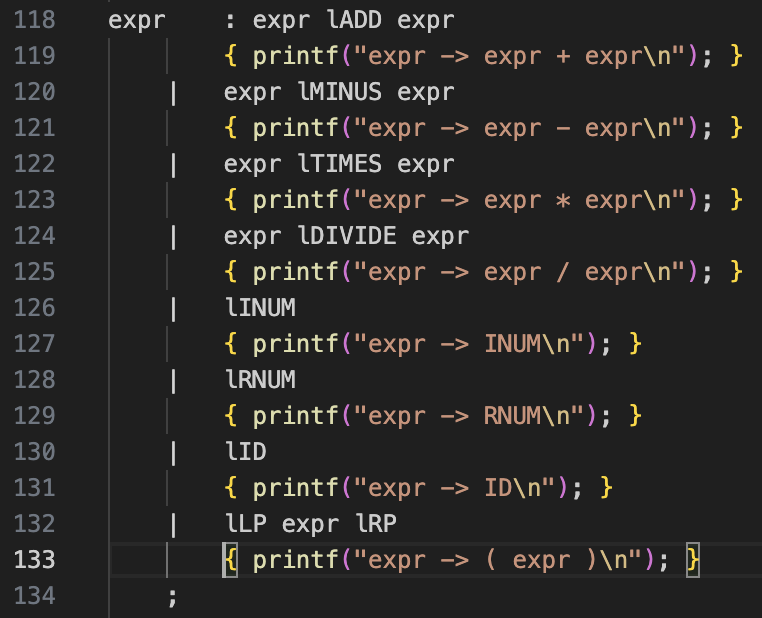 118 expr : expr lADD expr
119 { printf("expr -> expr + expr\n"); }
120 | expr lMINUS expr
121 { printf("expr -> expr - expr\n"); }
122 | expr lTIMES expr
123 { printf("expr -> expr * expr\n"); }
124 | expr lDIVIDE expr
125 { printf("expr -> expr / expr\n"); }
126 | lINUM
127 { printf("expr -> INUM\n"); }
128 | lRNUM
129 { printf("expr -> RNUM\n"); }
130 | lID
131 { printf("expr -> ID\n"); }
132 | lLP expr lRP
133 { printf("expr -> ( expr )\n"); }
134 ;